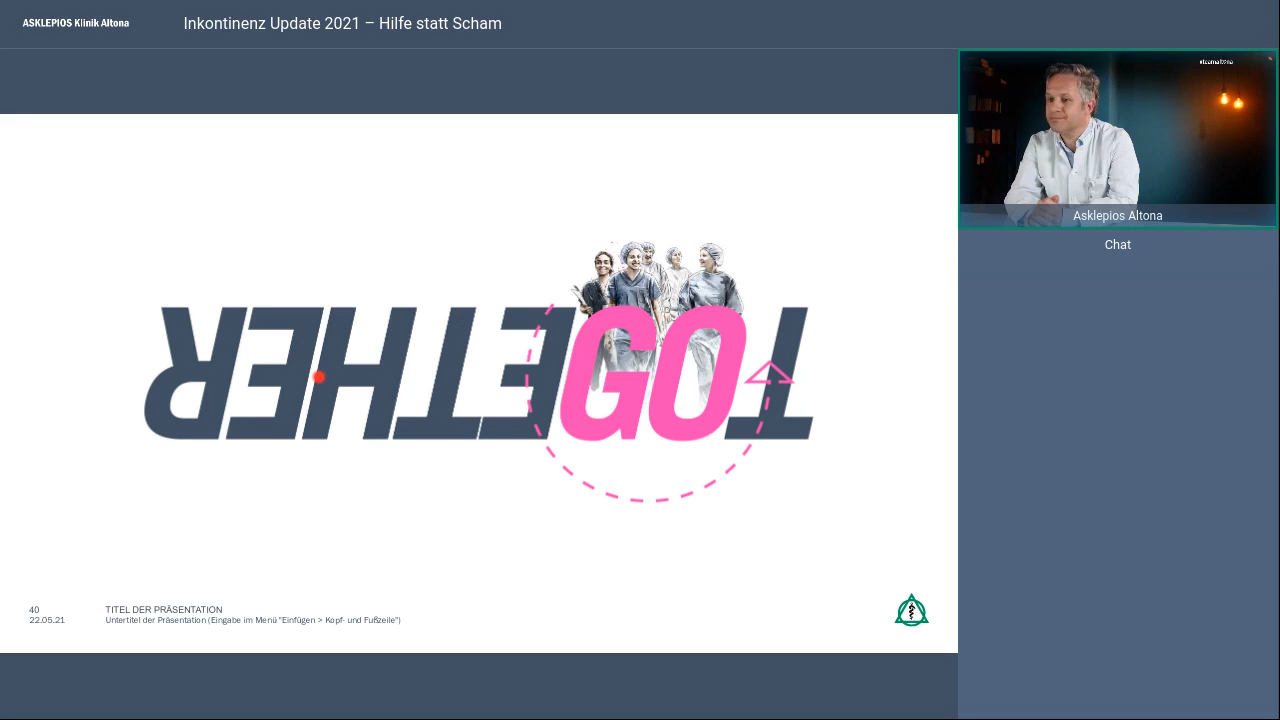 ASKLEPIOS Klinik Altona
Inkontinenz Update 2021 – Hilfe statt Scham
#teamaltona
Asklepios Altona
Chat
TOGETHER
40
TITEL DER PRÄSENTATION
22.05.21
Untertitel der Präsentation (Eingabe im Menü "Einfügen > Kopf- und Fußzeile")